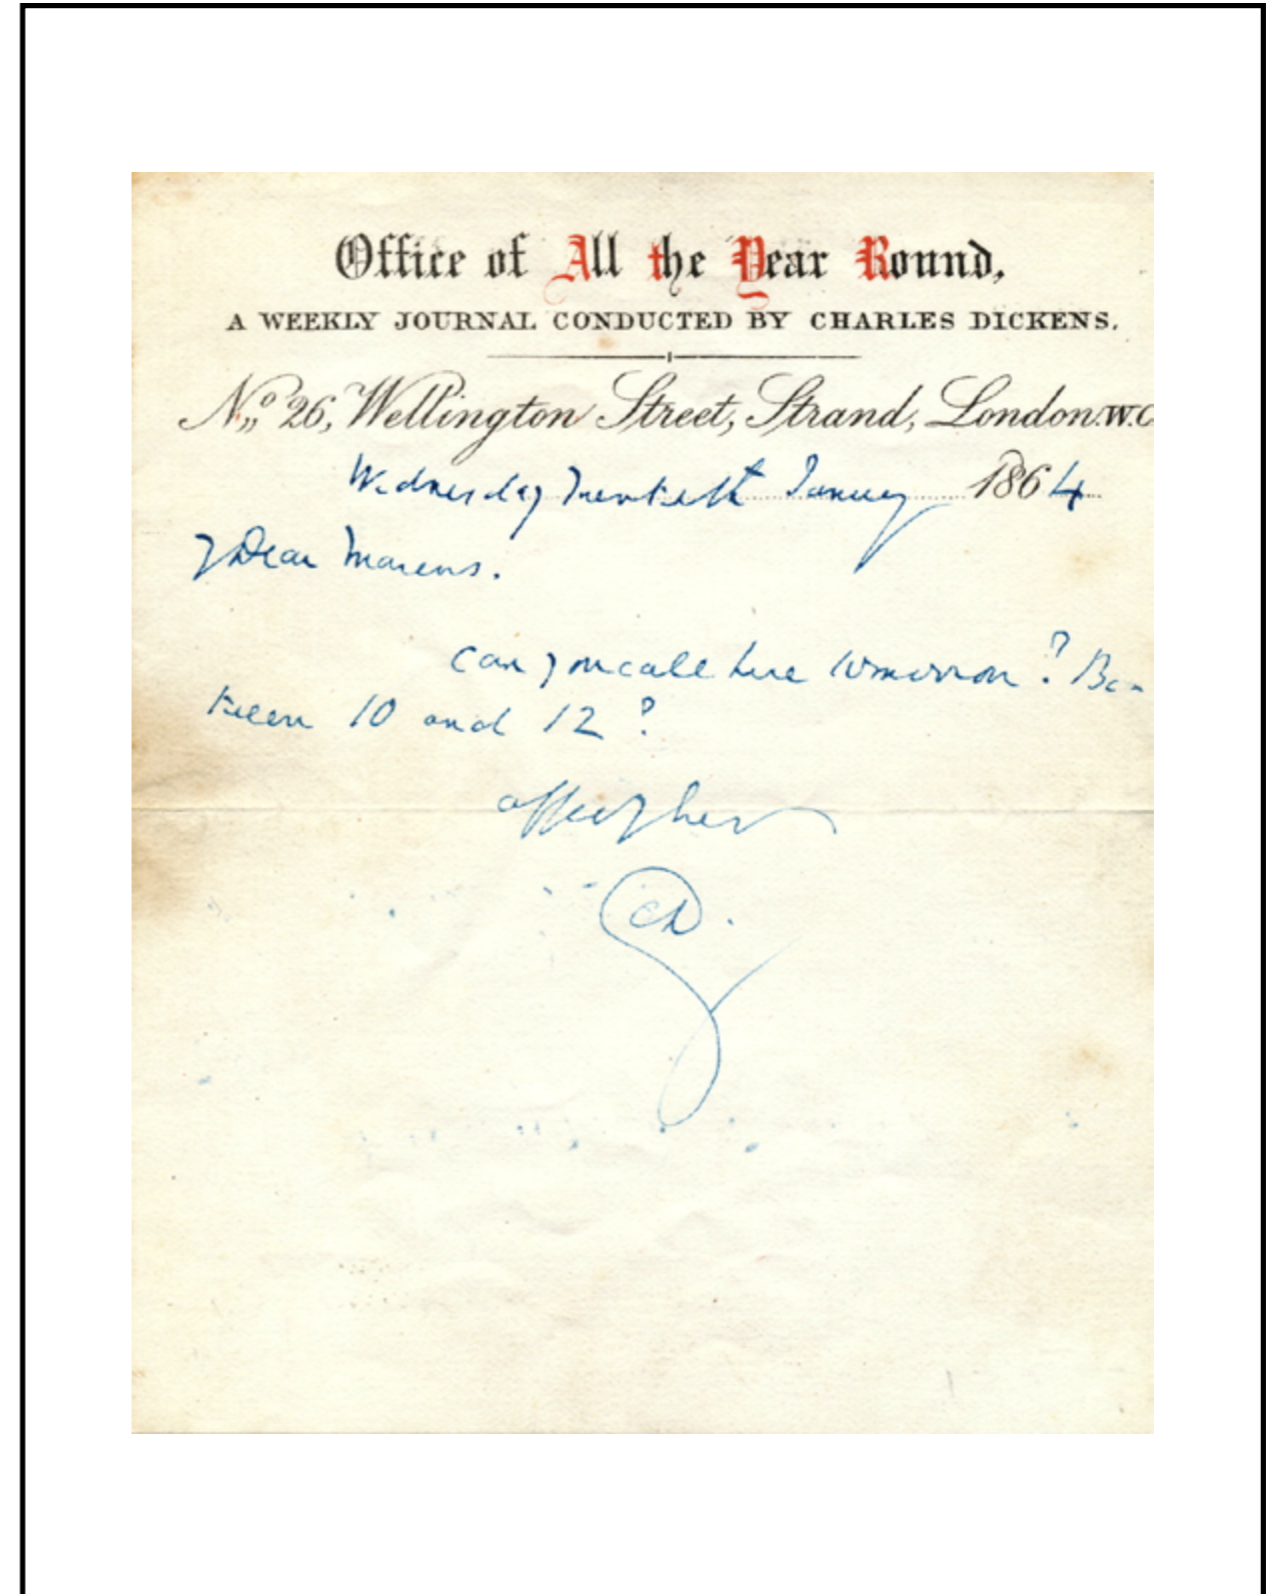 Office of All the Year Round,
A WEEKLY JOURNAL CONDUCTED BY CHARLES DICKENS.
No. 26, Wellington Street, Strand, London. W.C
Wednesday Twentieth January 1864
My Dear Marcus.
Can you call here tomorrow? Be-
tween 10 and 12?
CD.